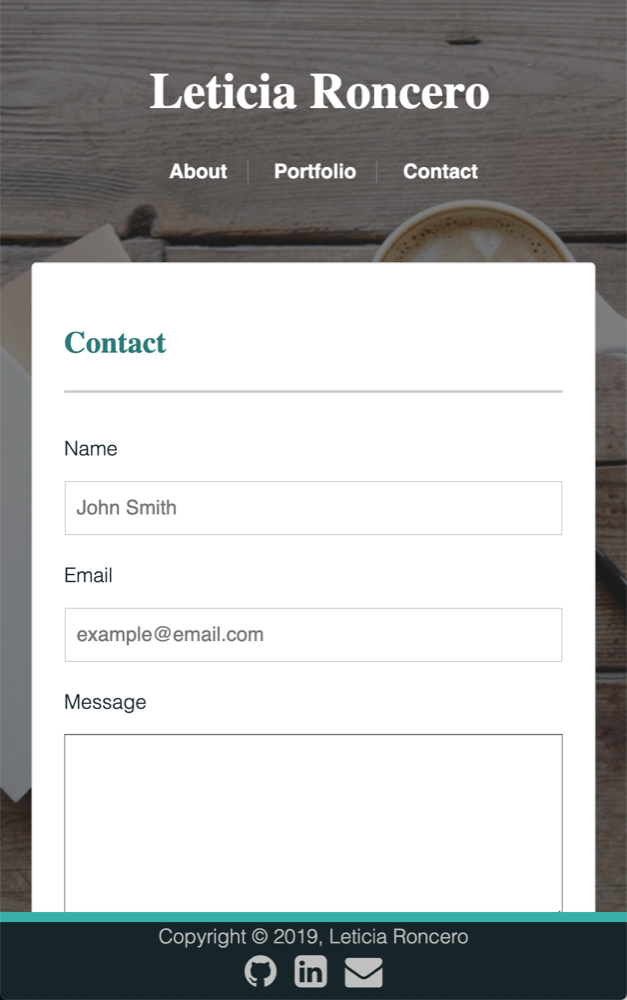 Leticia Roncero
About
Portfolio
Contact
Contact
Name
John Smith
Email
example@email.com
Message
Copyright © 2019, Leticia Roncero